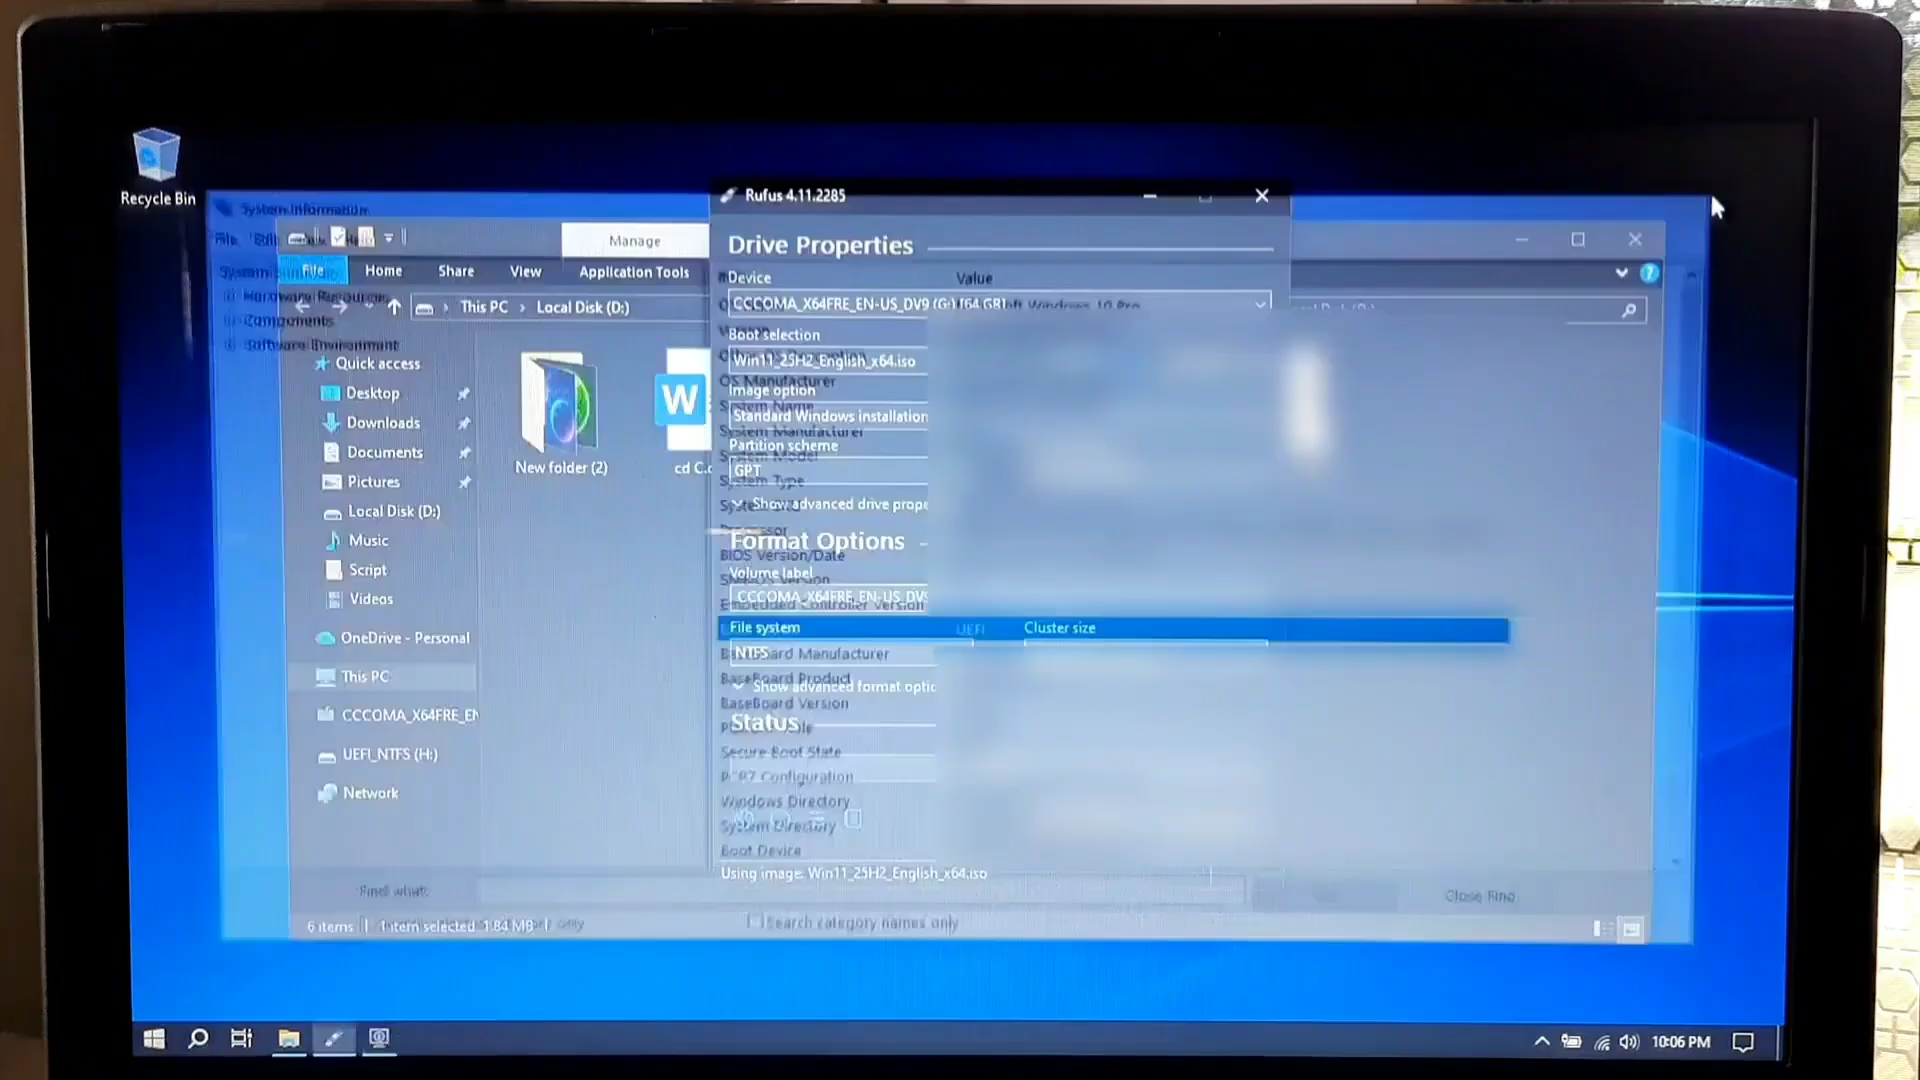 Recycle Bin
System Information
Rufus 4.11.2285
File
Manage
Drive Properties
File
Home
Share
View
Application Tools
Device
Value
Hardware Resources
This PC
Local Disk (D:)
CCCOMA_X64FRE_EN-US_DV9 (G:) [64 GB]
Windows 10 Pro
Components
Boot selection
Software Environment
Quick access
Win11_25H2_English_x64.iso
OS Manufacturer
Desktop
Image option
System Name
Downloads
Standard Windows installation
System Manufacturer
Documents
Partition scheme
System Model
New folder (2)
cd C.
GPT
Pictures
System Type
Show advanced drive prope
Local Disk (D:)
Processor
Music
Format Options
BIOS Version/Date
Script
Volume label
SMBIOS Version
Videos
CCCOMA_X64FRE_EN-US_DV9
Embedded Controller Version
File system
UEFI
Cluster size
OneDrive - Personal
NTFS
BaseBoard Manufacturer
This PC
BaseBoard Product
Show advanced format optio
BaseBoard Version
CCCOMA_X64FRE_EN
Status
Secure Boot State
UEFI_NTFS (H:)
PCR7 Configuration
Network
Windows Directory
System Directory
Boot Device
Using image: Win11_25H2_English_x64.iso
Find what:
Close Find
6 items
1 item selected 1.84 MB
only
Search category names only
10:06 PM